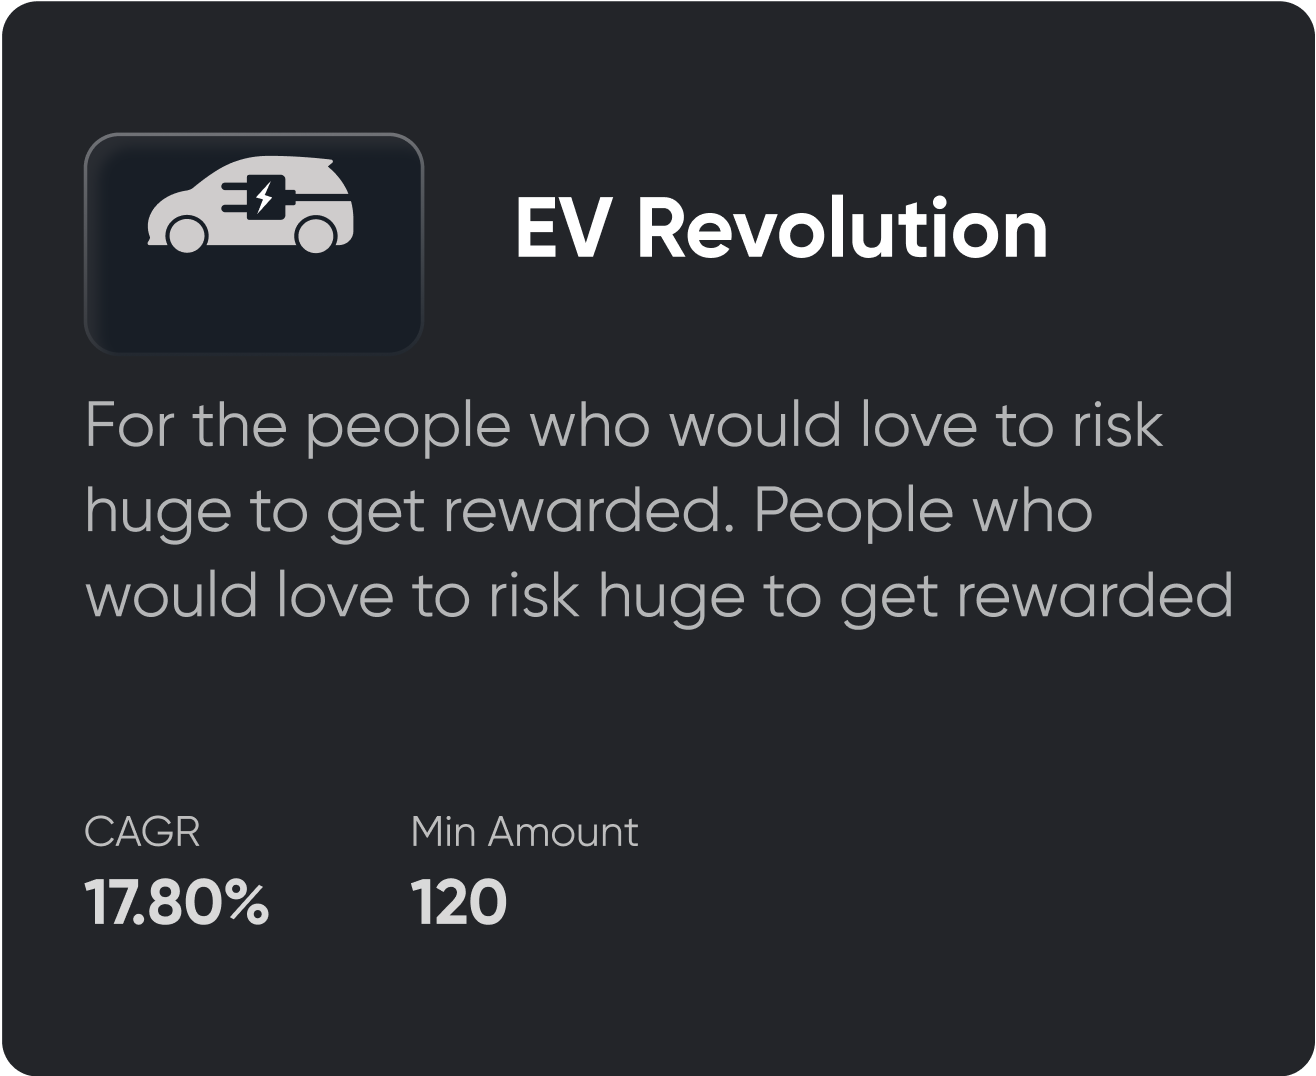 EV Revolution
For the people who would love to risk
huge to get rewarded. People who
would love to risk huge to get rewarded
CAGR
17.80%
Min Amount
120